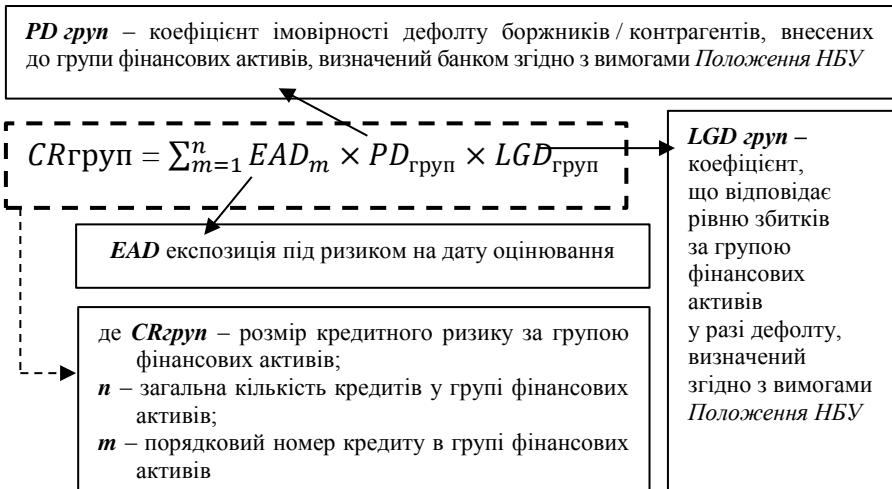 PD груп – коефіцієнт імовірності дефолту боржників / контрагентів, внесених
до групи фінансових активів, визначений банком згідно з вимогами Положення НБУ
CRгруп = ∑ⁿₘ₌₁ EADₘ × PDгруп × LGDгруп
LGD груп –
коефіцієнт,
що відповідає
рівню збитків
за групою
фінансових
активів
у разі дефолту,
визначений
згідно з вимогами
Положення НБУ
EAD експозиція під ризиком на дату оцінювання
де CRгруп – розмір кредитного ризику за групою
фінансових активів;
n – загальна кількість кредитів у групі фінансових
активів;
m – порядковий номер кредиту в групі фінансових
активів